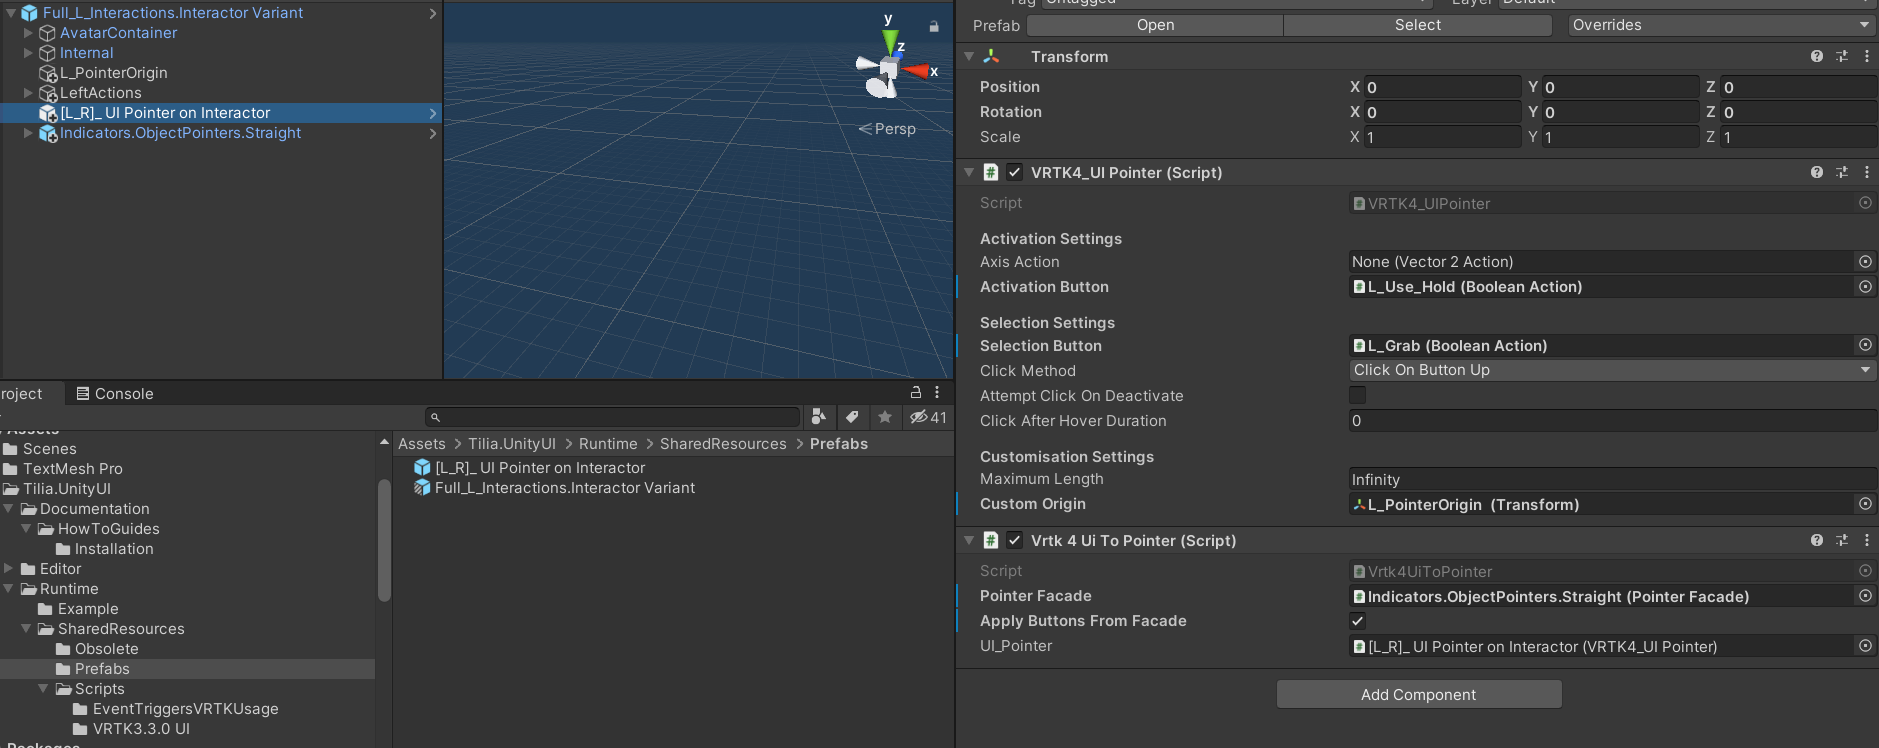 Full_L_Interactions.Interactor Variant
AvatarContainer
Internal
L_PointerOrigin
LeftActions
[L_R]_ UI Pointer on Interactor
Indicators.ObjectPointers.Straight
y
z
x
Persp
Tag Untagged Layer Default
Prefab Open Select Overrides
Transform
Position X 0 Y 0 Z 0
Rotation X 0 Y 0 Z 0
Scale X 1 Y 1 Z 1
VRTK4_UI Pointer (Script)
Script VRTK4_UIPointer
Activation Settings
Axis Action None (Vector 2 Action)
Activation Button L_Use_Hold (Boolean Action)
Selection Settings
Selection Button L_Grab (Boolean Action)
Click Method Click On Button Up
Attempt Click On Deactivate
Click After Hover Duration 0
Customisation Settings
Maximum Length Infinity
Custom Origin L_PointerOrigin (Transform)
Vrtk 4 Ui To Pointer (Script)
Script Vrtk4UiToPointer
Pointer Facade Indicators.ObjectPointers.Straight (Pointer Facade)
Apply Buttons From Facade
UI_Pointer [L_R]_ UI Pointer on Interactor (VRTK4_UI Pointer)
Add Component
roject Console
41
Assets
Scenes
TextMesh Pro
Tilia.UnityUI
Documentation
HowToGuides
Installation
Editor
Runtime
Example
SharedResources
Obsolete
Prefabs
Scripts
EventTriggersVRTKUsage
VRTK3.3.0 UI
Packages
Assets > Tilia.UnityUI > Runtime > SharedResources > Prefabs
[L_R]_ UI Pointer on Interactor
Full_L_Interactions.Interactor Variant